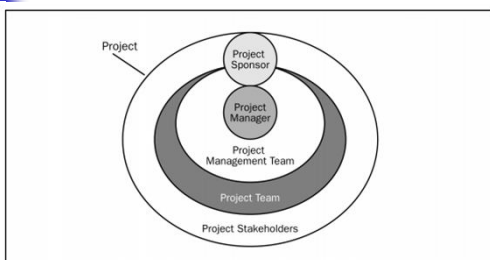 Project
Project
Sponsor
Project
Manager
Project
Management Team
Project Team
Project Stakeholders